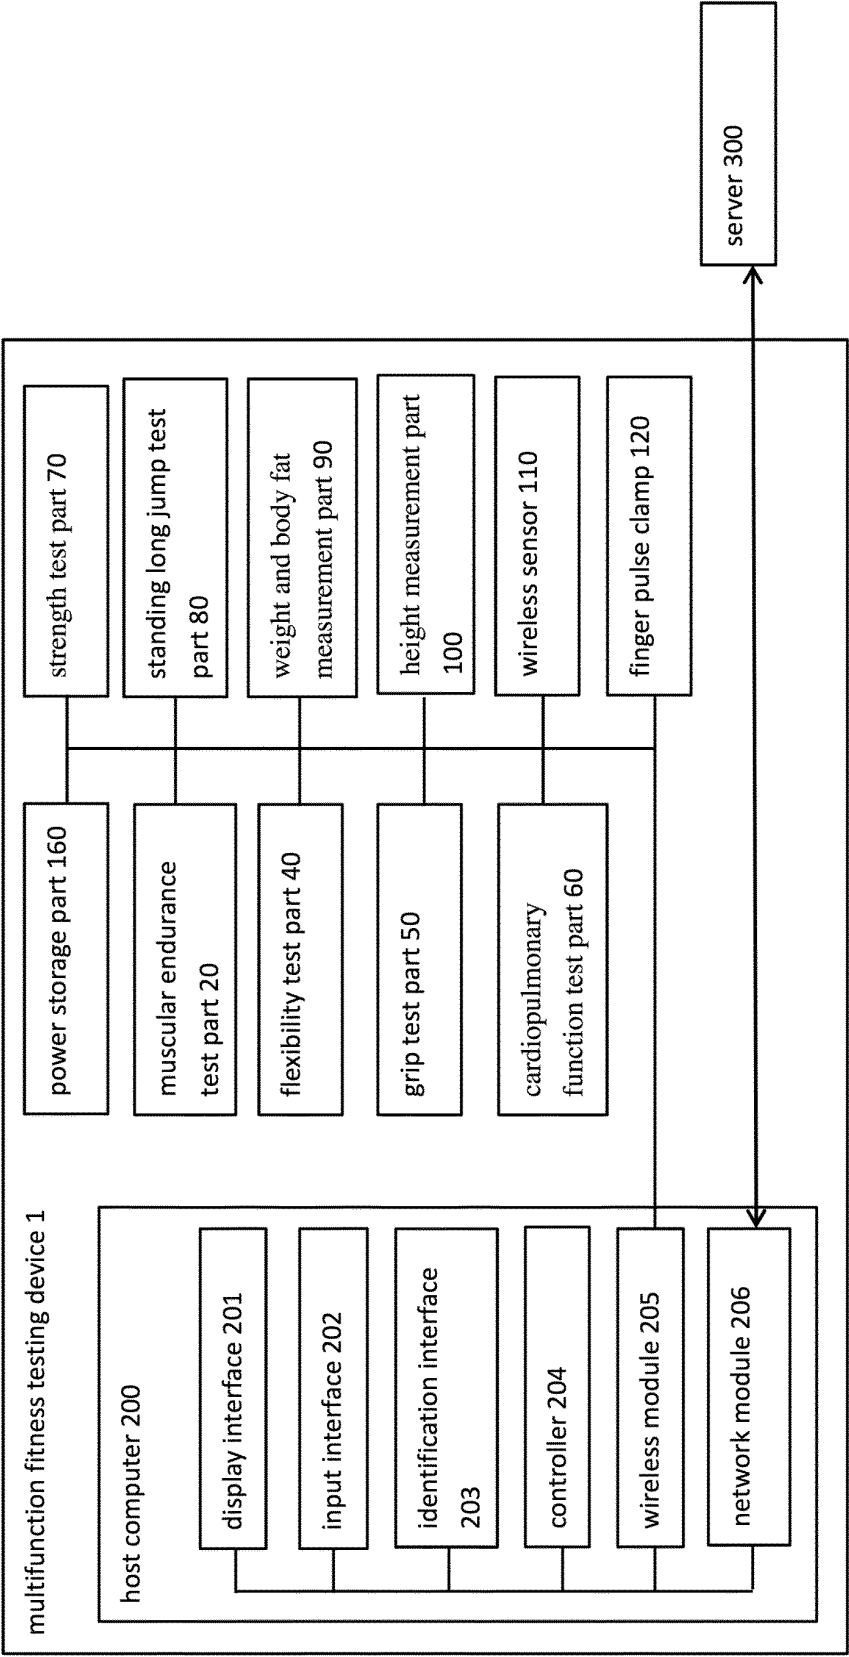 multifunction fitness testing device 1
host computer 200
display interface 201
input interface 202
identification interface
203
controller 204
wireless module 205
network module 206
power storage part 160
muscular endurance
test part 20
flexibility test part 40
grip test part 50
cardiopulmonary
function test part 60
strength test part 70
standing long jump test
part 80
weight and body fat
measurement part 90
height measurement part
100
wireless sensor 110
finger pulse clamp 120
server 300